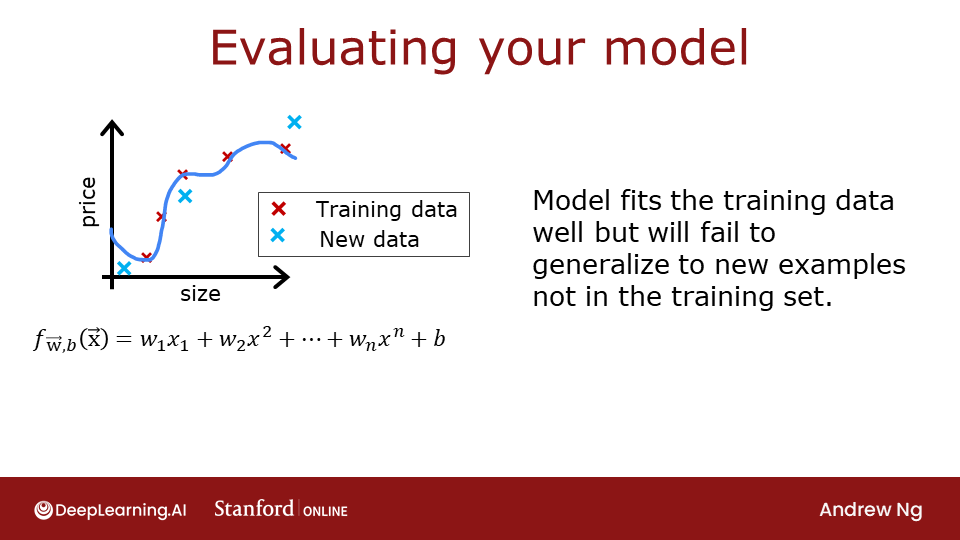 Evaluating your model
price
Training data
New data
size
Model fits the training data
well but will fail to
generalize to new examples
not in the training set.
f_{\vec{w},b}(\vec{x}) = w_1x_1 + w_2x^2 + ⋯ + w_nx^n + b
DeepLearning.AI
Stanford | ONLINE
Andrew Ng